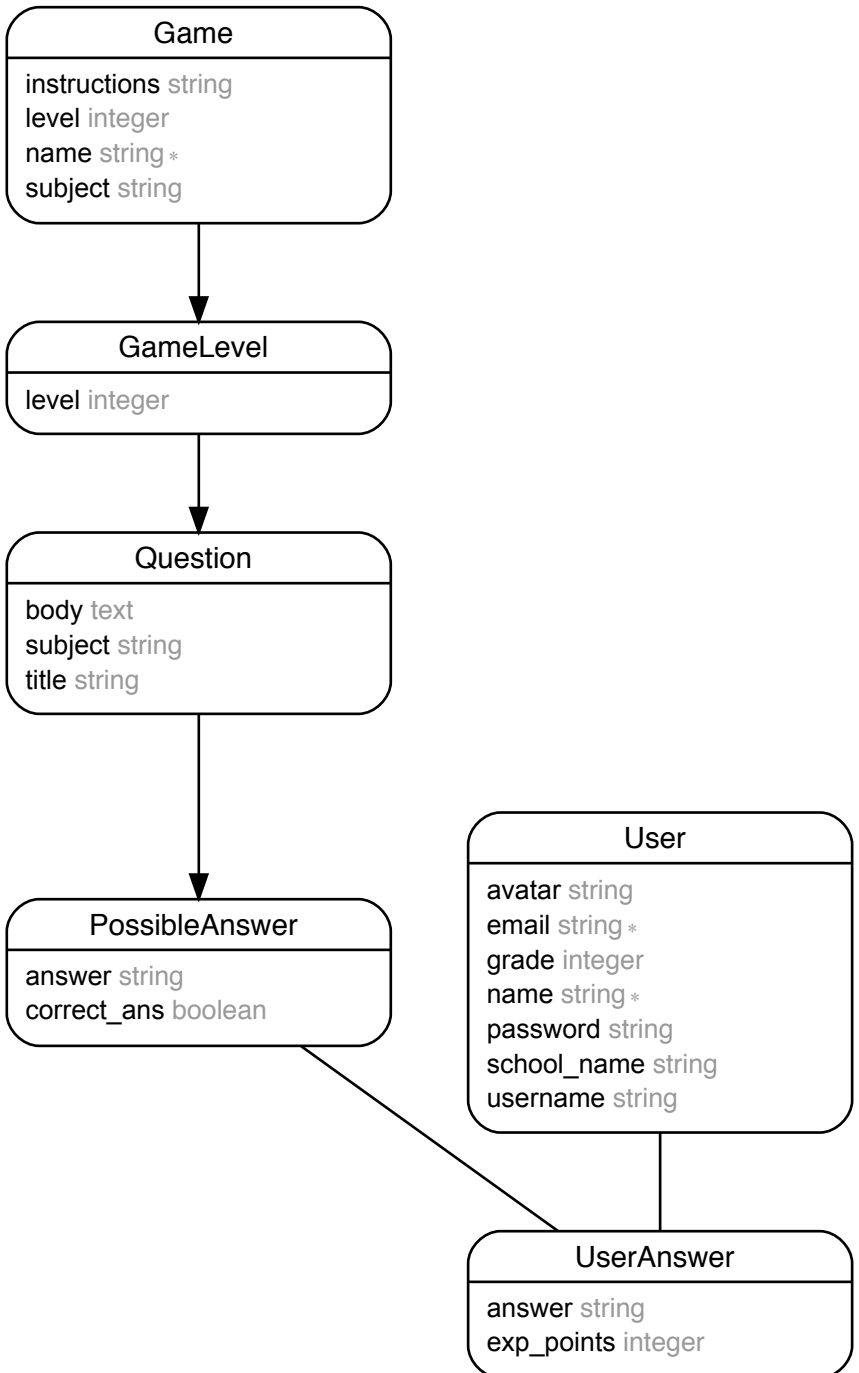 Game
instructions string
level integer
name string *
subject string
GameLevel
level integer
Question
body text
subject string
title string
PossibleAnswer
answer string
correct_ans boolean
User
avatar string
email string *
grade integer
name string *
password string
school_name string
username string
UserAnswer
answer string
exp_points integer